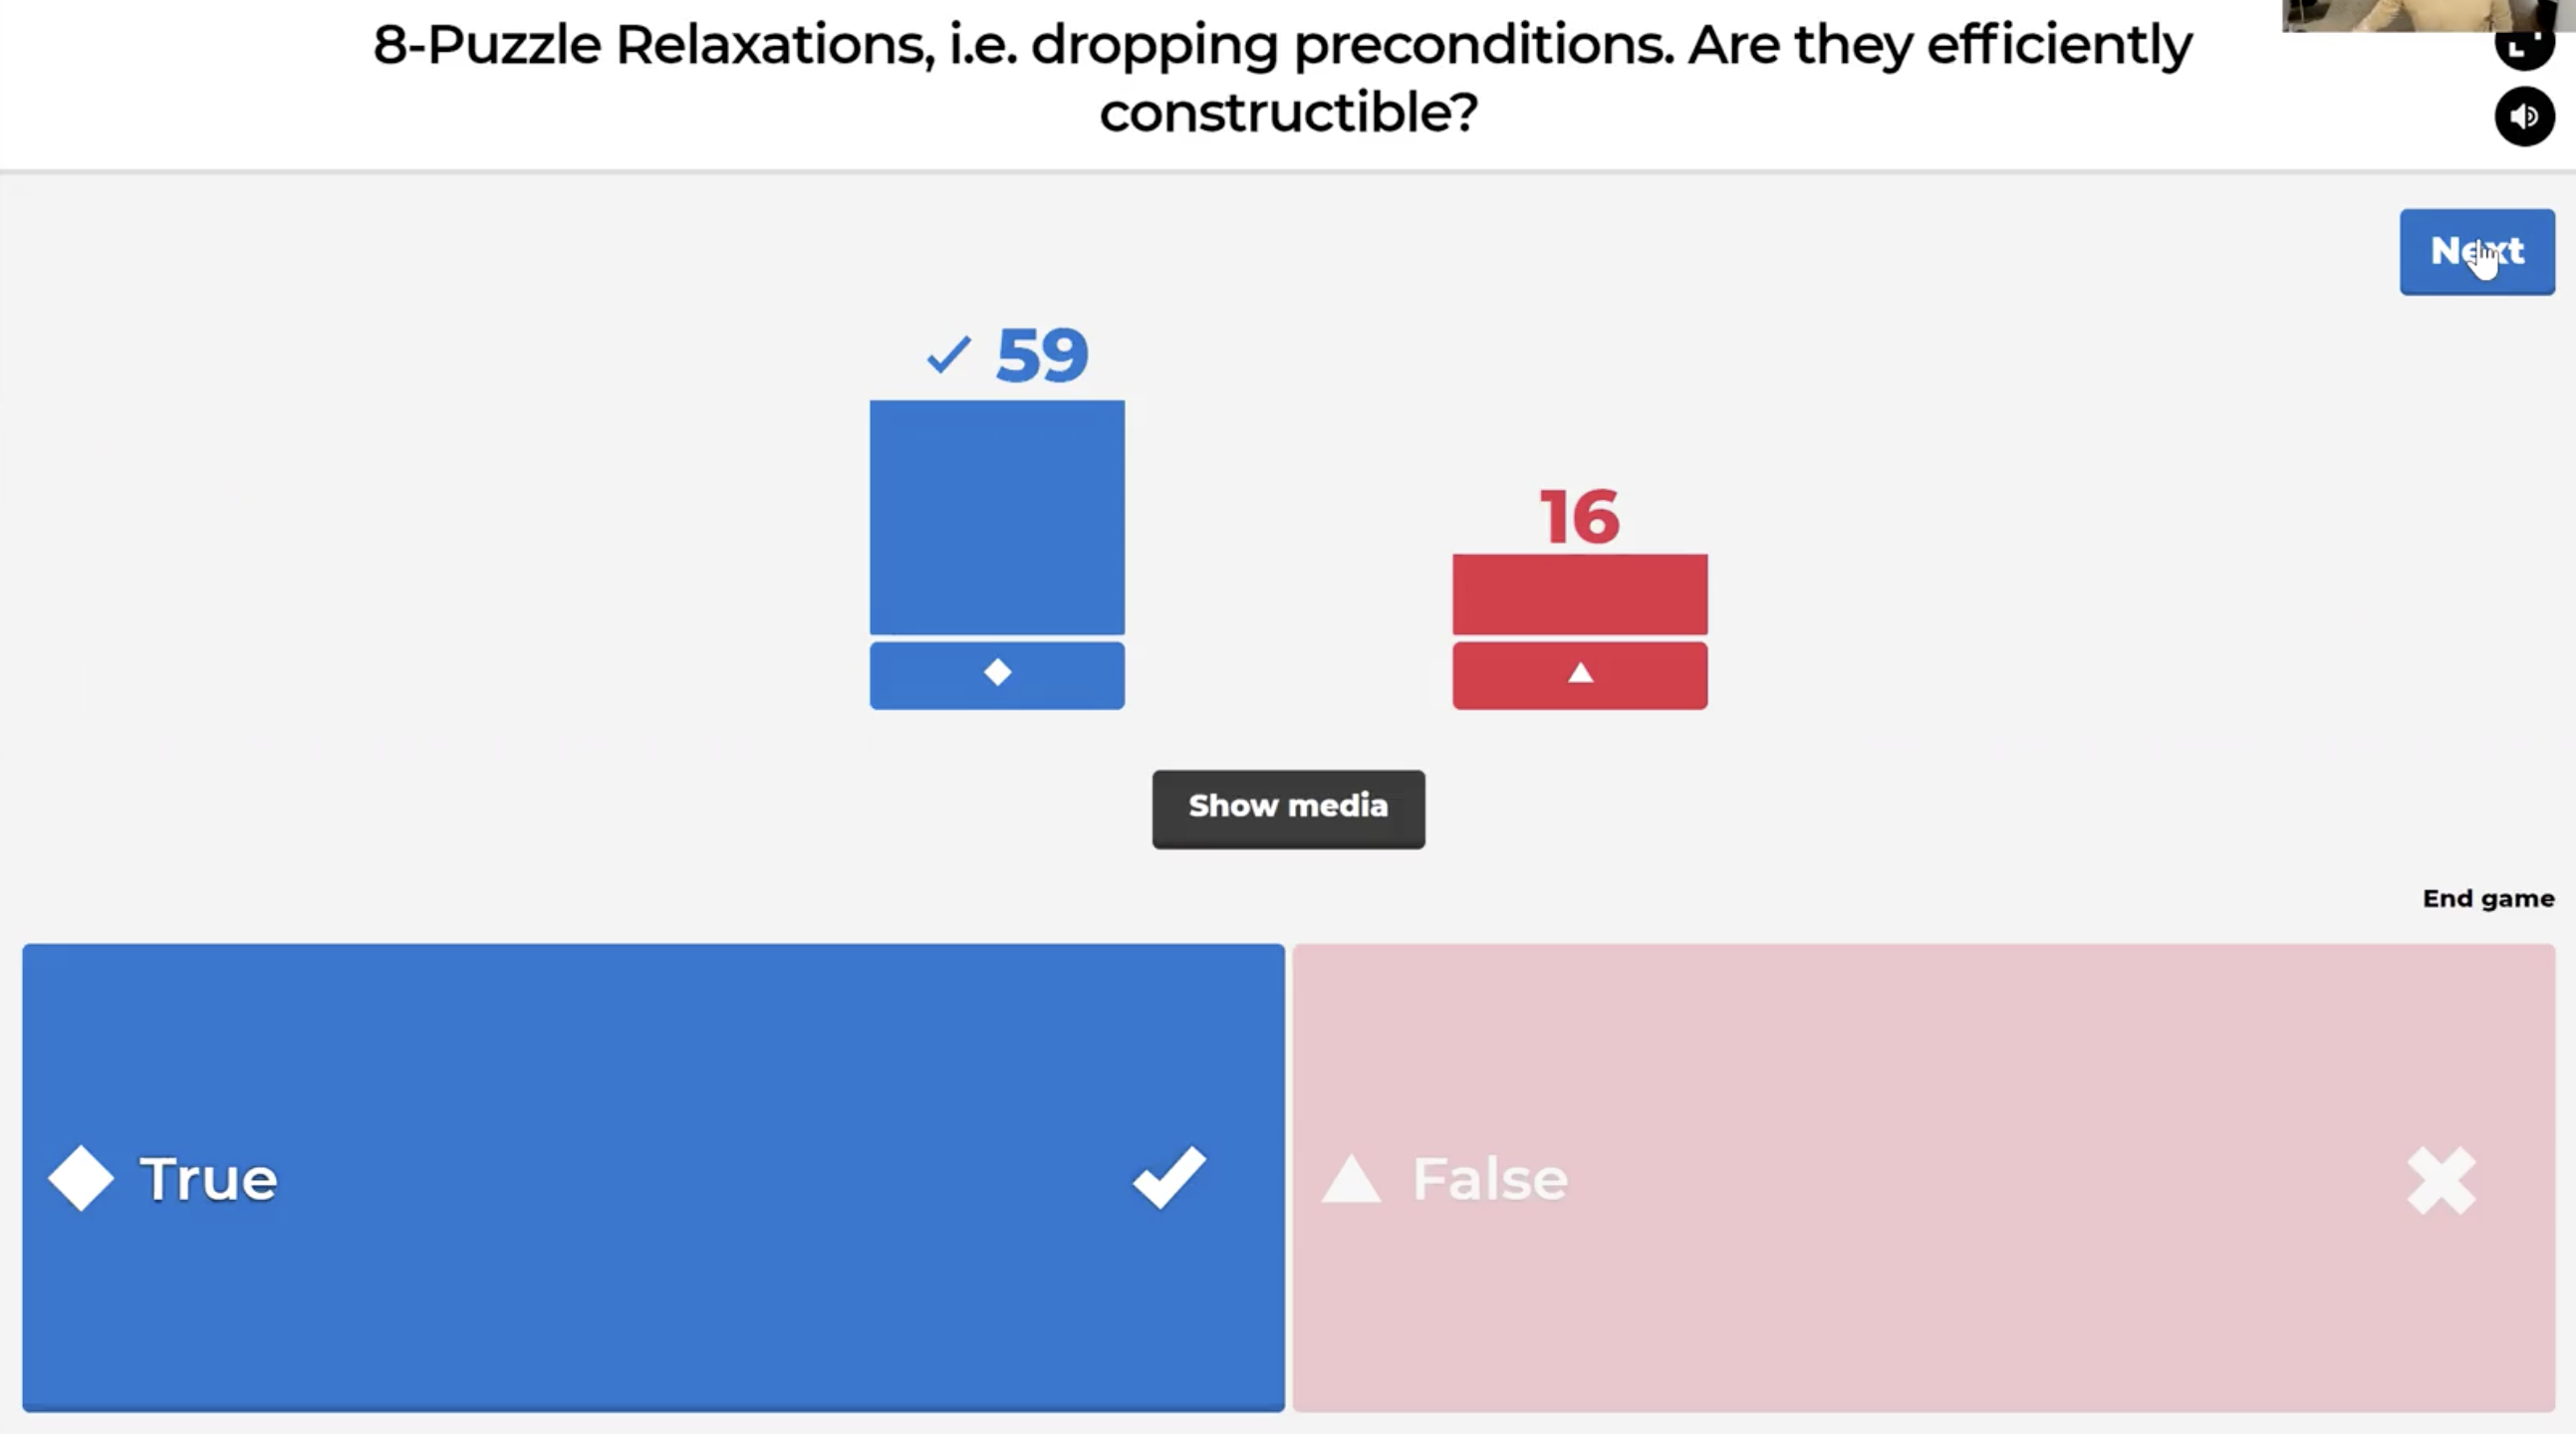 8-Puzzle Relaxations, i.e. dropping preconditions. Are they efficiently
constructible?
Next
59
16
Show media
End game
True
False